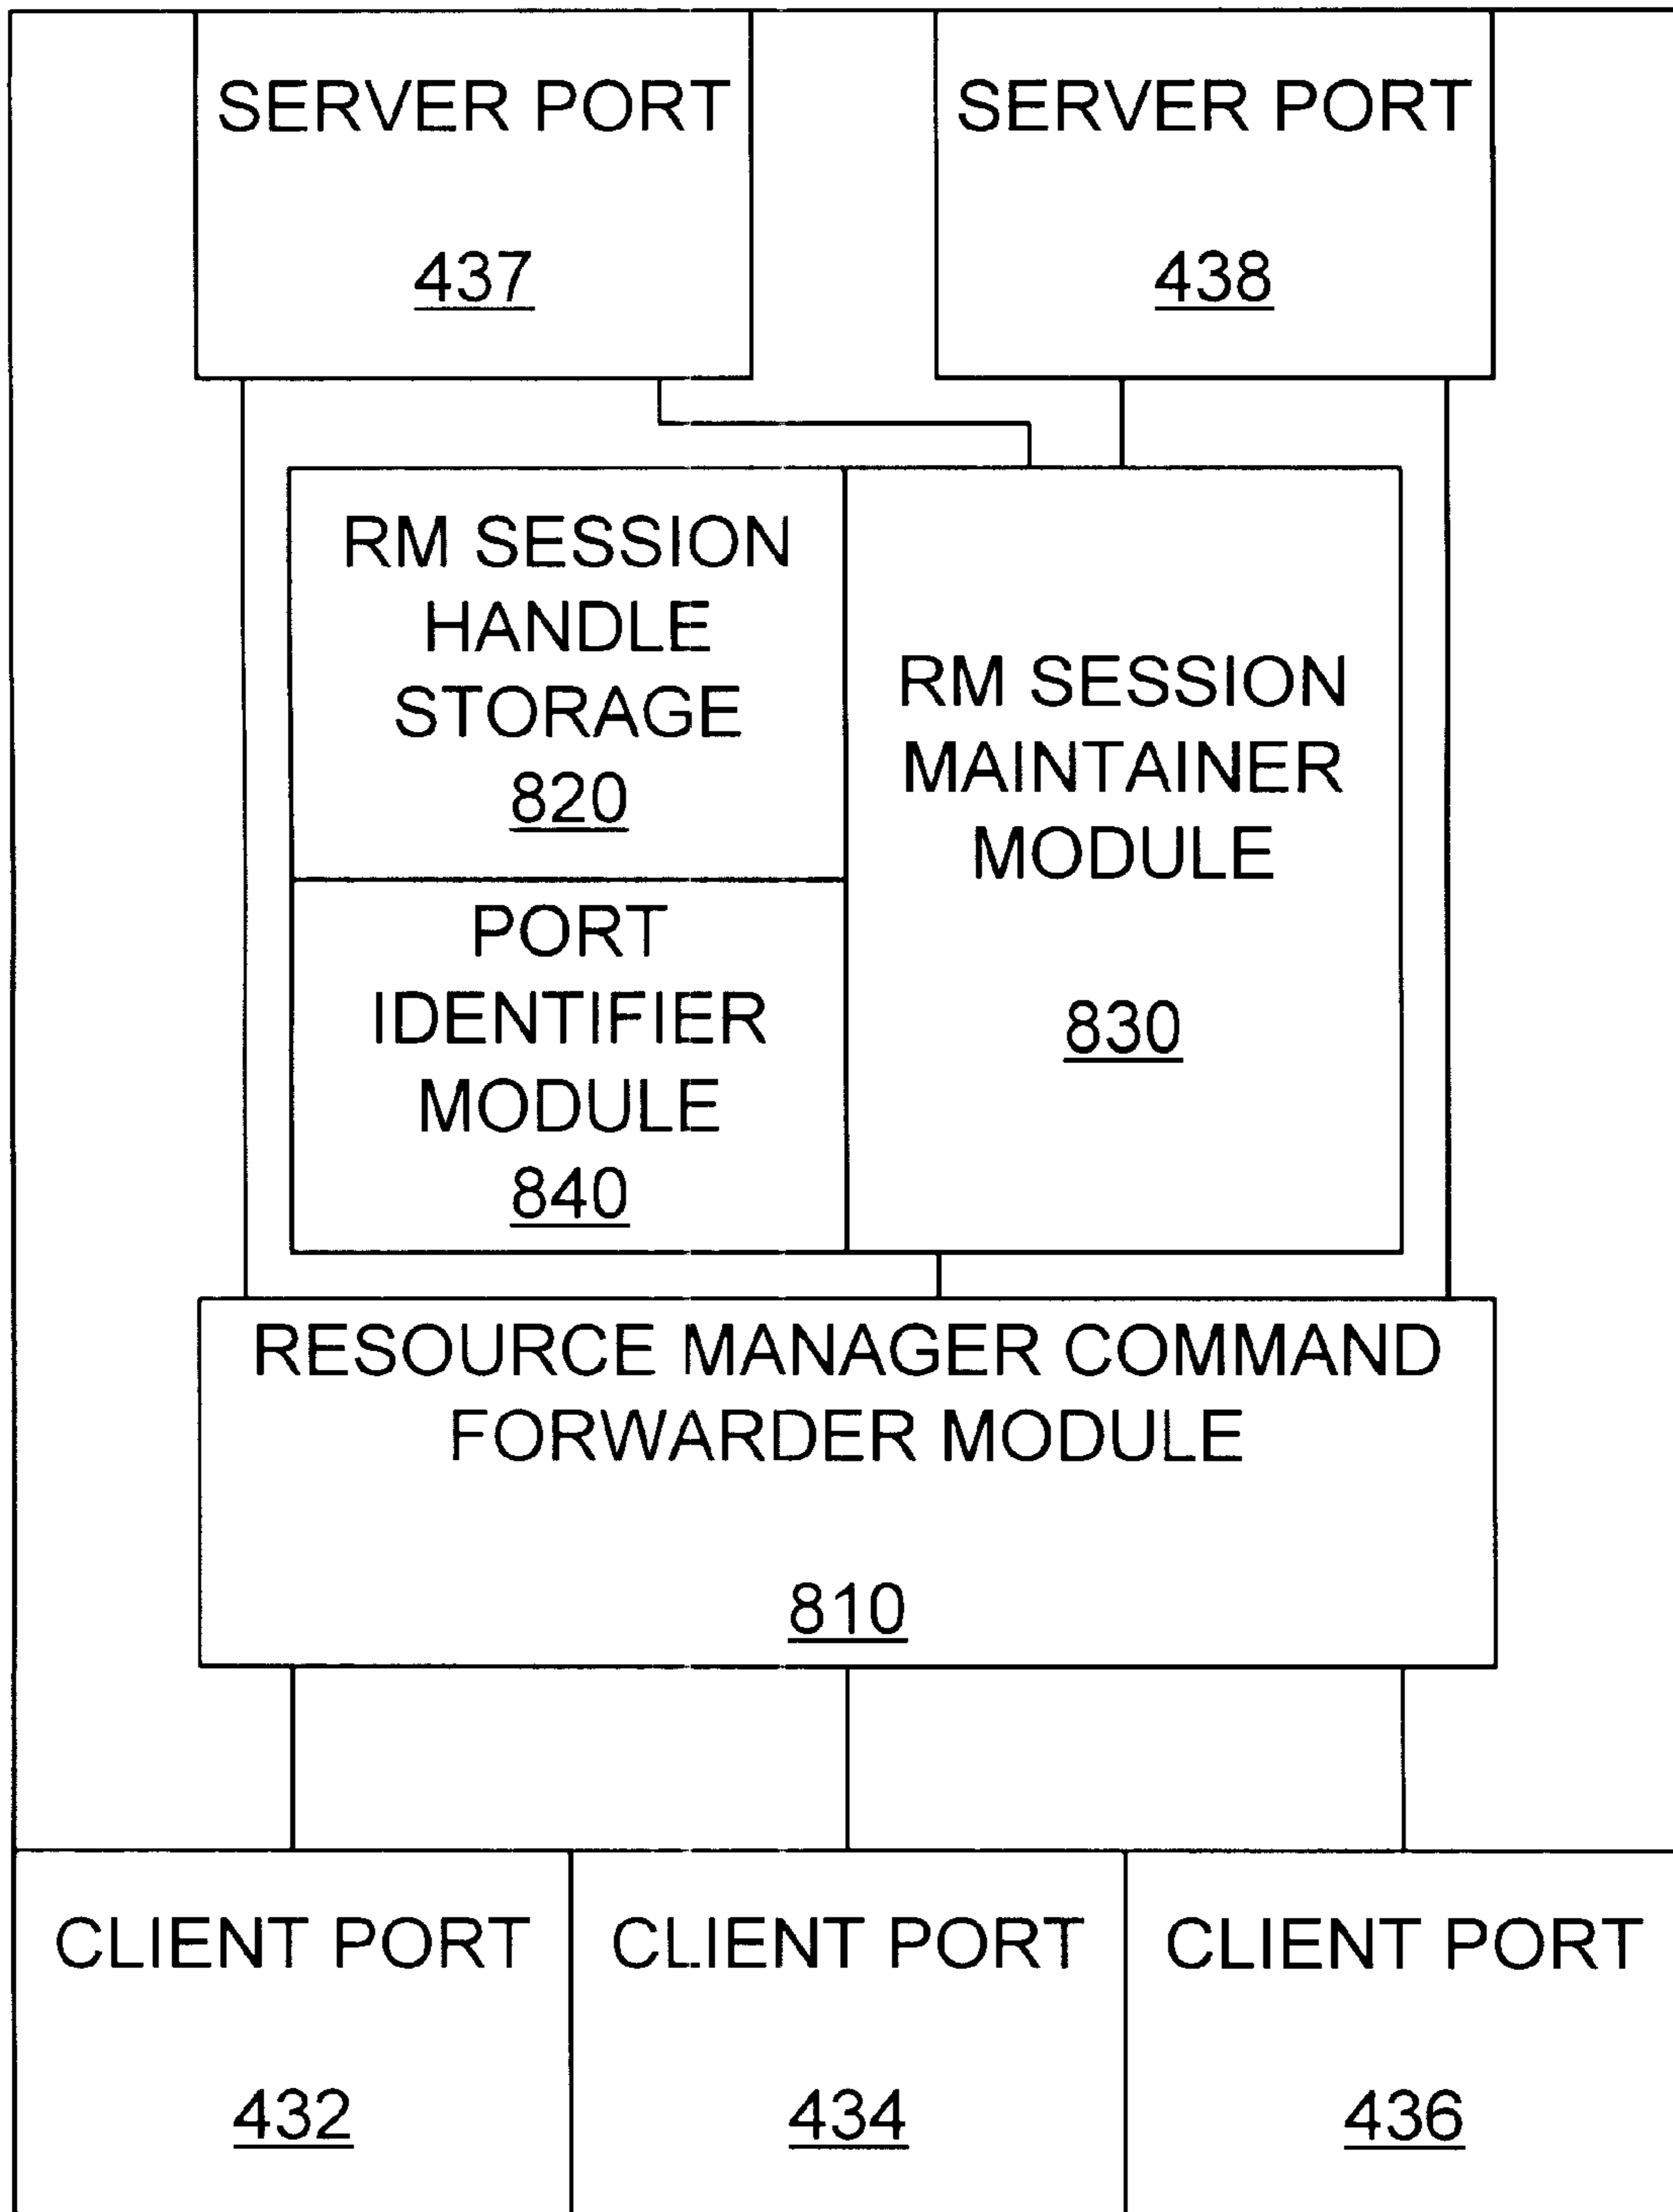 SERVER PORT
437
SERVER PORT
438
RM SESSION
HANDLE
STORAGE
820
PORT
IDENTIFIER
MODULE
840
RM SESSION
MAINTAINER
MODULE
830
RESOURCE MANAGER COMMAND
FORWARDER MODULE
810
CLIENT PORT
432
CLIENT PORT
434
CLIENT PORT
436